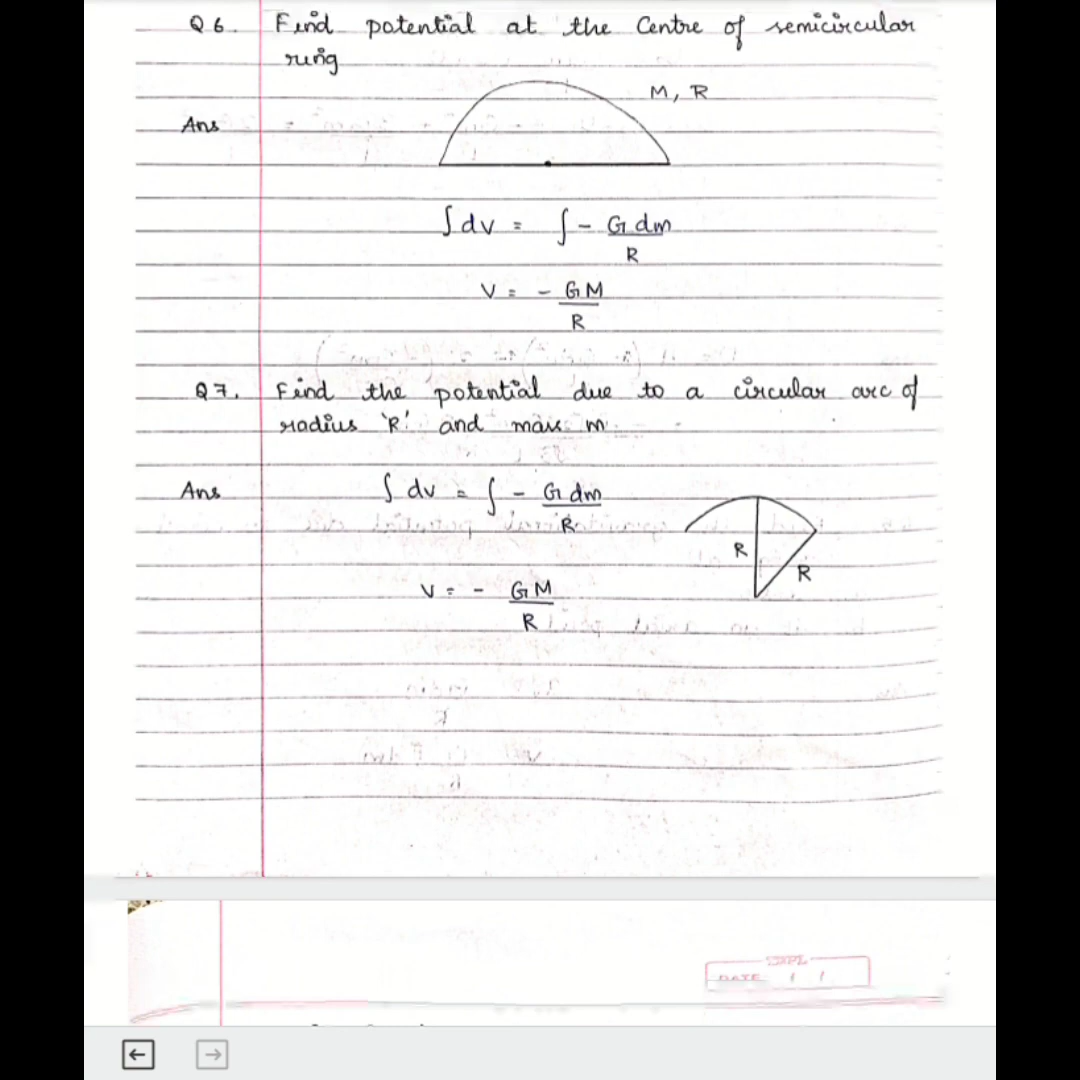 Q6. Find potential at the Centre of semicircular
ring
M, R
Ans
∫dv = ∫ - G dm
R
V = - GM
R
Q7. Find the potential due to a circular arc of
radius 'R' and mass m
Ans ∫ dv = ∫ - G dm
R
R
R
V = - GM
R
DATE / /